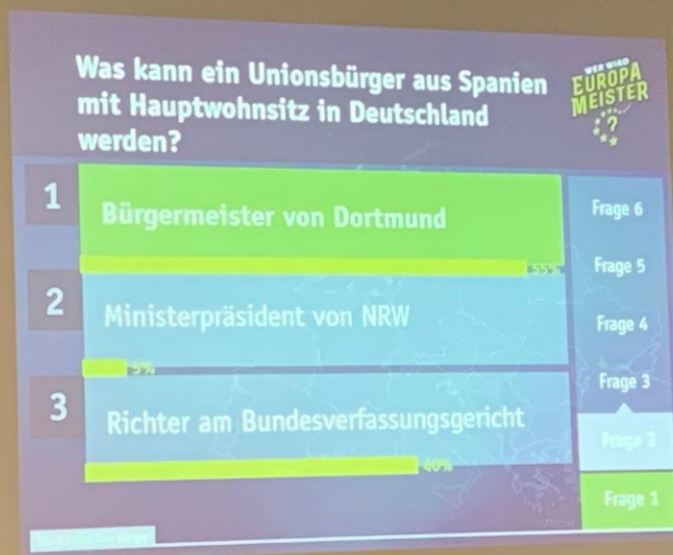 Was kann ein Unionsbürger aus Spanien
mit Hauptwohnsitz in Deutschland
werden?
WER WIRD
EUROPA
MEISTER
?
1
Bürgermeister von Dortmund
55%
2
Ministerpräsident von NRW
5%
3
Richter am Bundesverfassungsgericht
40%
Frage 6
Frage 5
Frage 4
Frage 3
Frage 2
Frage 1